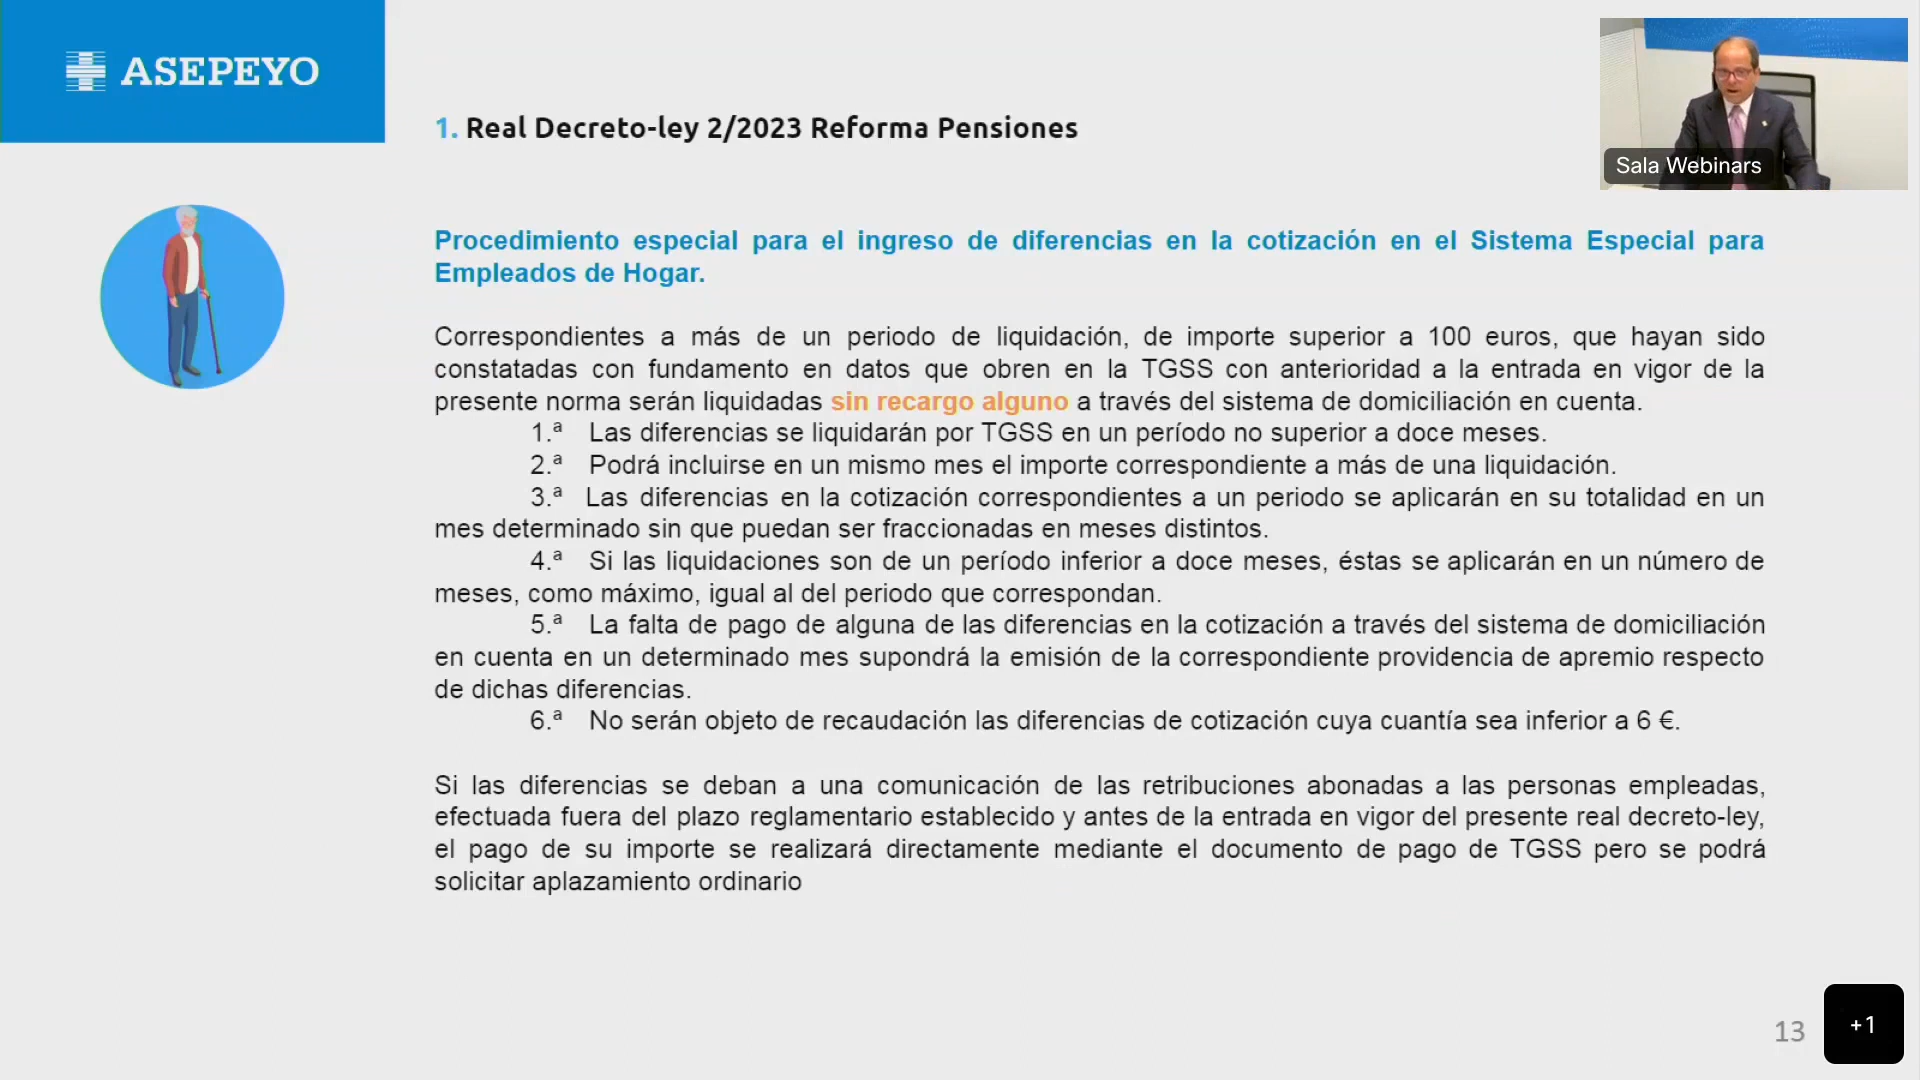 ASEPEYO
1. Real Decreto-ley 2/2023 Reforma Pensiones
Sala Webinars
Procedimiento especial para el ingreso de diferencias en la cotización en el Sistema Especial para
Empleados de Hogar.
Correspondientes a más de un periodo de liquidación, de importe superior a 100 euros, que hayan sido
constatadas con fundamento en datos que obren en la TGSS con anterioridad a la entrada en vigor de la
presente norma serán liquidadas sin recargo alguno a través del sistema de domiciliación en cuenta.
1.ª Las diferencias se liquidarán por TGSS en un período no superior a doce meses.
2.ª Podrá incluirse en un mismo mes el importe correspondiente a más de una liquidación.
3.ª Las diferencias en la cotización correspondientes a un periodo se aplicarán en su totalidad en un
mes determinado sin que puedan ser fraccionadas en meses distintos.
4.ª Si las liquidaciones son de un período inferior a doce meses, éstas se aplicarán en un número de
meses, como máximo, igual al del periodo que correspondan.
5.ª La falta de pago de alguna de las diferencias en la cotización a través del sistema de domiciliación
en cuenta en un determinado mes supondrá la emisión de la correspondiente providencia de apremio respecto
de dichas diferencias.
6.ª No serán objeto de recaudación las diferencias de cotización cuya cuantía sea inferior a 6 €.
Si las diferencias se deban a una comunicación de las retribuciones abonadas a las personas empleadas,
efectuada fuera del plazo reglamentario establecido y antes de la entrada en vigor del presente real decreto-ley,
el pago de su importe se realizará directamente mediante el documento de pago de TGSS pero se podrá
solicitar aplazamiento ordinario
13
+1